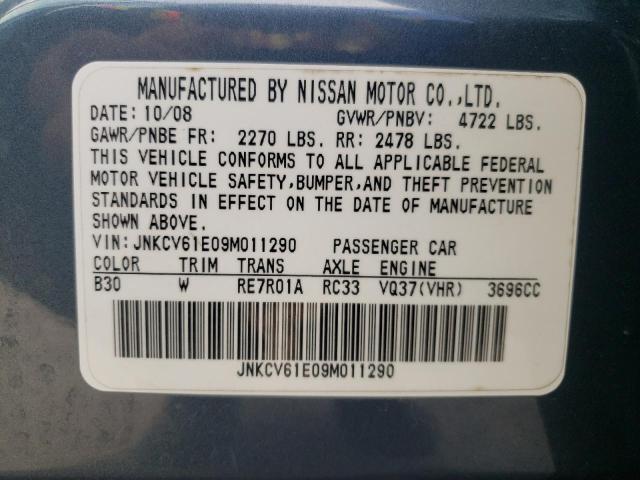 MANUFACTURED BY NISSAN MOTOR CO.,LTD.
DATE: 10/08 GVWR/PNBV: 4722 LBS.
GAWR/PNBE FR: 2270 LBS. RR: 2478 LBS.
THIS VEHICLE CONFORMS TO ALL APPLICABLE FEDERAL
MOTOR VEHICLE SAFETY,BUMPER,AND THEFT PREVENTION
STANDARDS IN EFFECT ON THE DATE OF MANUFACTURE
SHOWN ABOVE.
VIN:JNKCV61E09M011290 PASSENGER CAR
COLOR TRIM TRANS AXLE ENGINE
B30 W RE7R01A RC33 VQ37(VHR) 3696CC
JNKCV61E09M011290